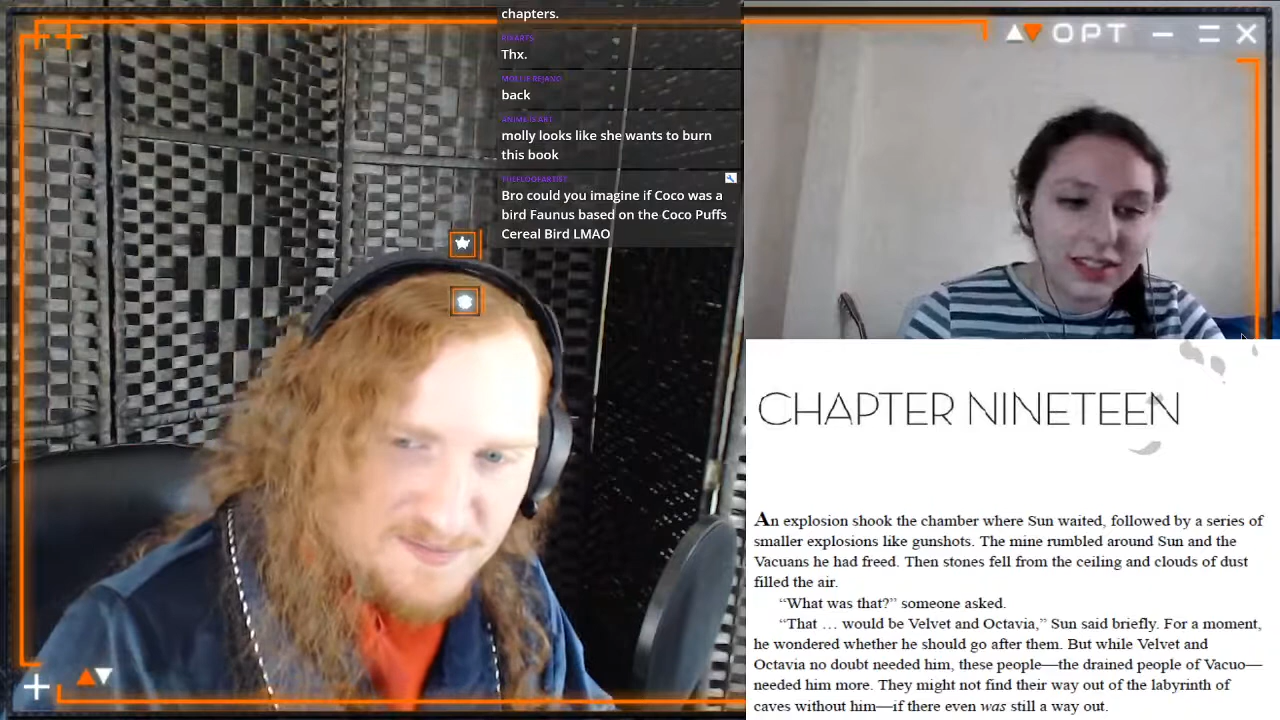 chapters.
Thx.
MOLLIE REJANO
back
ANIMEISART
molly looks like she wants to burn
this book
Bro could you imagine if Coco was a
bird Faunus based on the Coco Puffs
Cereal Bird LMAO
OPT
CHAPTER NINETEEN
An explosion shook the chamber where Sun waited, followed by a series of
smaller explosions like gunshots. The mine rumbled around Sun and the
Vacuans he had freed. Then stones fell from the ceiling and clouds of dust
filled the air.
“What was that?” someone asked.
“That … would be Velvet and Octavia,” Sun said briefly. For a moment,
he wondered whether he should go after them. But while Velvet and
Octavia no doubt needed him, these people—the drained people of Vacuo—
needed him more. They might not find their way out of the labyrinth of
caves without him—if there even was still a way out.